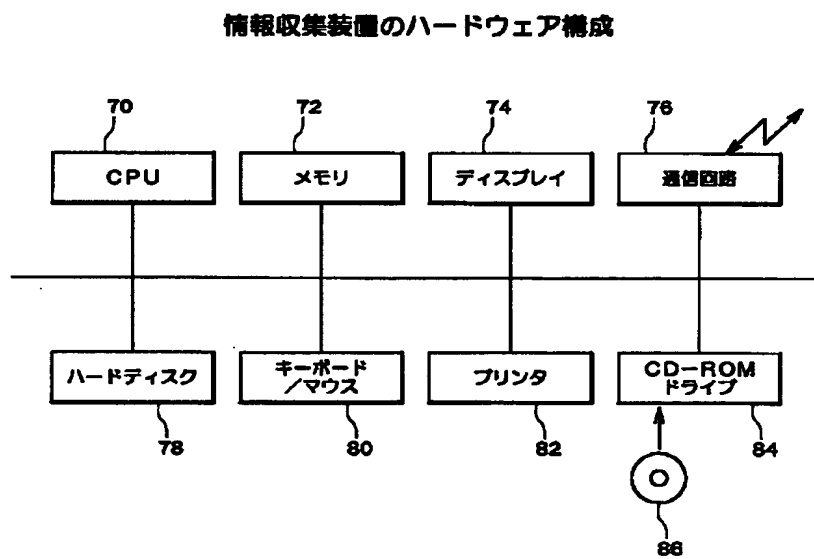 情報収集装置のハードウェア構成
70
72
74
76
CPU
メモリ
ディスプレイ
通信回路
ハードディスク
キーボード
/マウス
プリンタ
CD-ROM
ドライブ
78
80
82
84
86